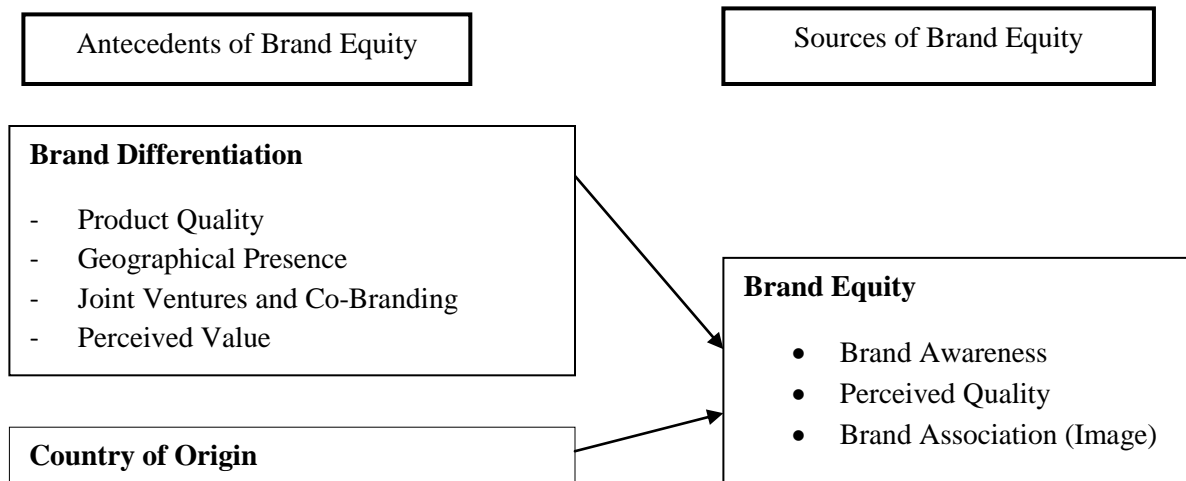 Antecedents of Brand Equity
Sources of Brand Equity
Brand Differentiation
- Product Quality
- Geographical Presence
- Joint Ventures and Co-Branding
- Perceived Value
Country of Origin
Brand Equity
• Brand Awareness
• Perceived Quality
• Brand Association (Image)